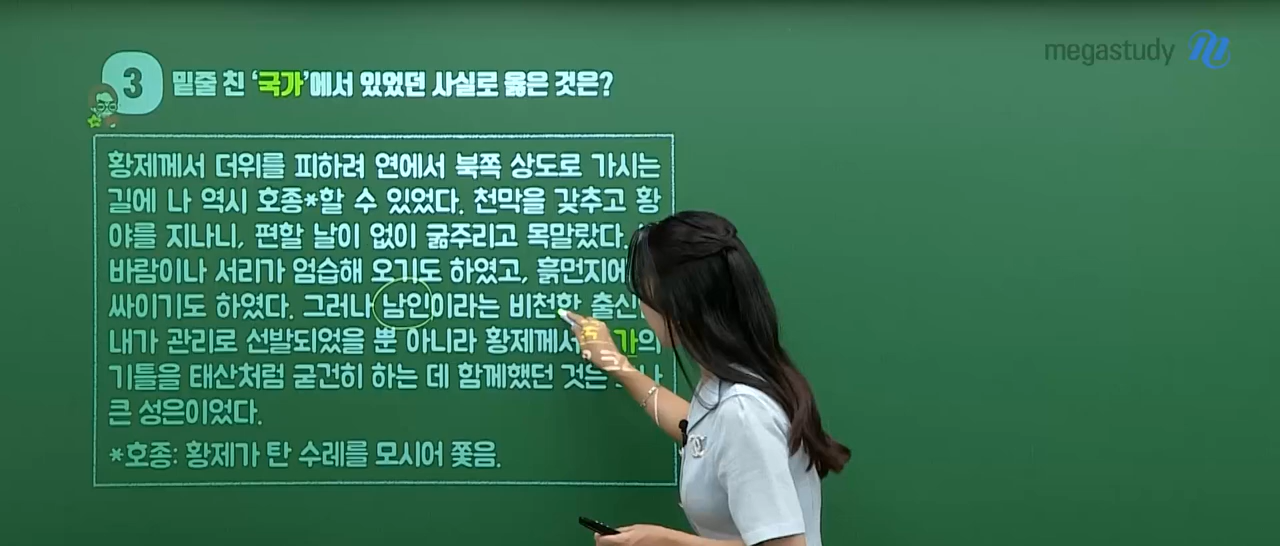 megastudy
3 밑줄 친 '국가'에서 있었던 사실로 옳은 것은?
황제께서 더위를 피하려 연에서 북쪽 상도로 가시는
길에 나 역시 호종*할 수 있었다. 천막을 갖추고 황
야를 지나니, 편할 날이 없이 굶주리고 목말랐다.
바람이나 서리가 엄습해 오기도 하였고, 흙먼지에
싸이기도 하였다. 그러나 남인이라는 비천한 출신
내가 관리로 선발되었을 뿐 아니라 황제께서 가의
기틀을 태산처럼 굳건히 하는 데 함께했던 것은
큰 성은이었다.
*호종: 황제가 탄 수레를 모시어 쫓음.